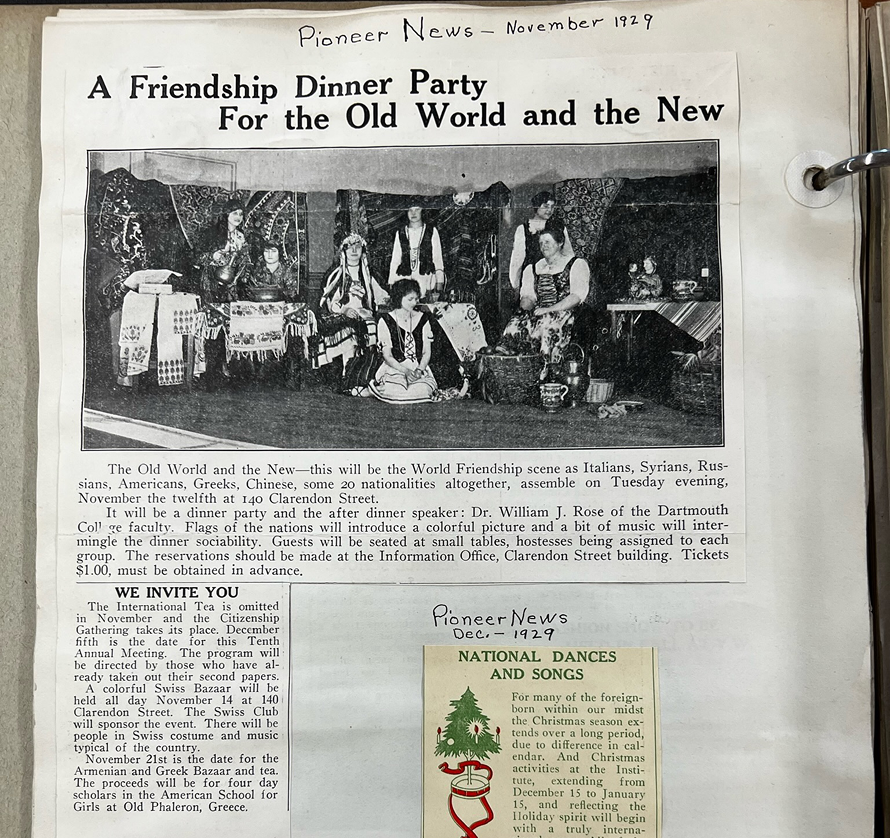 Pioneer News – November 1929
A Friendship Dinner Party
For the Old World and the New
The Old World and the New—this will be the World Friendship scene as Italians, Syrians, Rus-
sians, Americans, Greeks, Chinese, some 20 nationalities altogether, assemble on Tuesday evening,
November the twelfth at 140 Clarendon Street.
It will be a dinner party and the after dinner speaker: Dr. William J. Rose of the Dartmouth
Coll ge faculty. Flags of the nations will introduce a colorful picture and a bit of music will inter-
mingle the dinner sociability. Guests will be seated at small tables, hostesses being assigned to each
group. The reservations should be made at the Information Office, Clarendon Street building. Tickets
$1.00, must be obtained in advance.
WE INVITE YOU
The International Tea is omitted
in November and the Citizenship
Gathering takes its place. December
fifth is the date for this Tenth
Annual Meeting. The program will
be directed by those who have al-
ready taken out their second papers.
A colorful Swiss Bazaar will be
held all day November 14 at 140
Clarendon Street. The Swiss Club
will sponsor the event. There will be
people in Swiss costume and music
typical of the country.
November 21st is the date for the
Armenian and Greek Bazaar and tea.
The proceeds will be for four day
scholars in the American School for
Girls at Old Phaleron, Greece.
Pioneer News
Dec. – 1929
NATIONAL DANCES
AND SONGS
For many of the foreign-
born within our midst
the Christmas season ex-
tends over a long period,
due to difference in cal-
endar. And Christmas
activities at the Insti-
tute, extending from
December 15 to January
15, and reflecting the
Holiday spirit will begin
with a truly interna-